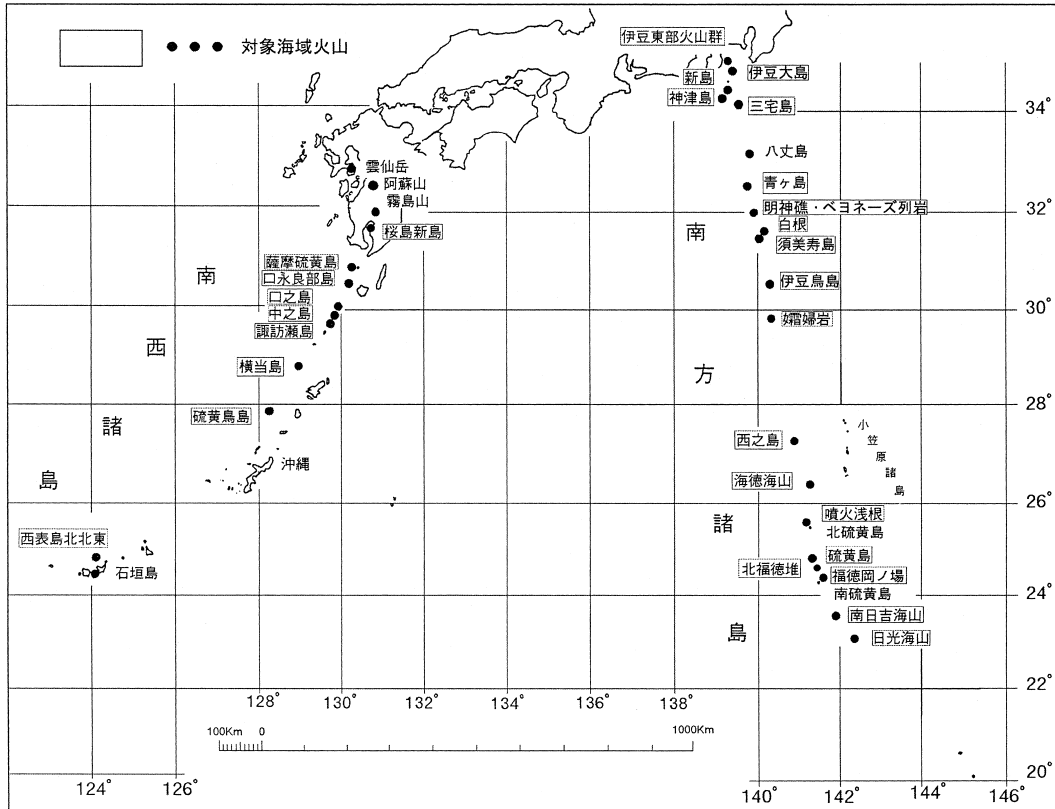 対象海域火山
伊豆東部火山群
新島
伊豆大島
神津島
三宅島
34°
八丈島
雲仙岳
阿蘇山
青ヶ島
霧島山
明神礁・ベヨネーズ列岩
32°
桜島新島
白根
南
須美寿島
薩摩硫黄島
南
口永良部島
伊豆鳥島
口之島
30°
中之島
孀婦岩
諏訪瀬島
西
横当島
方
28°
硫黄鳥島
諸
西之島
小笠原諸島
沖縄
島
海徳海山
26°
噴火浅根
諸
北硫黄島
西表島北北東
硫黄島
石垣島
北福徳堆
福徳岡ノ場
24°
南硫黄島
南日吉海山
島
日光海山
22°
128° 130° 132° 134° 136° 138°
100Km 0 1000Km
20°
124° 126° 140° 142° 144° 146°